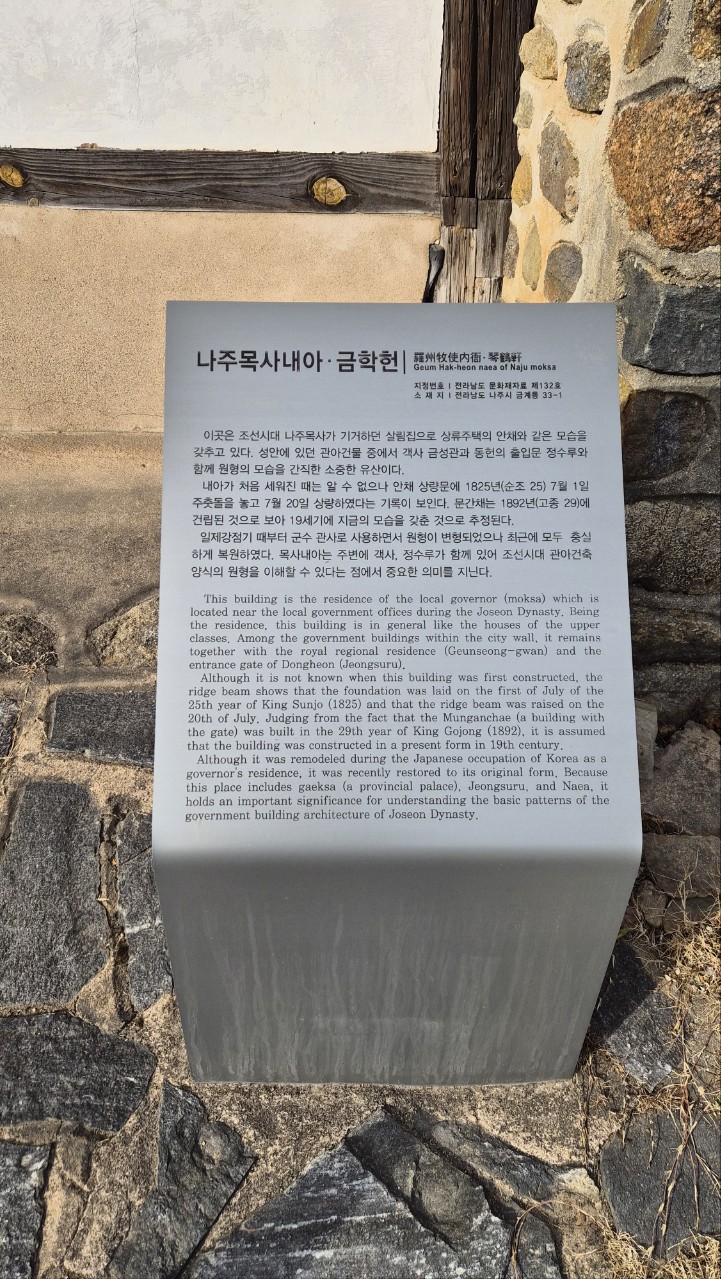 나주목사내아·금학헌
羅州牧使內衙·琴鶴軒
Geum Hak-heon naea of Naju moksa
지정번호 | 전라남도 문화재자료 제132호
소 재 지 | 전라남도 나주시 금계동 33-1
이곳은 조선시대 나주목사가 기거하던 살림집으로 상류주택의 안채와 같은 모습을
갖추고 있다. 성안에 있던 관아건물 중에서 객사 금성관과 동헌의 출입문 정수루와
함께 원형의 모습을 간직한 소중한 유산이다.
내아가 처음 세워진 때는 알 수 없으나 안채 상량문에 1825년(순조 25) 7월 1일
주춧돌을 놓고 7월 20일 상량하였다는 기록이 보인다. 문간채는 1892년(고종 29)에
건립된 것으로 보아 19세기에 지금의 모습을 갖춘 것으로 추정된다.
일제강점기 때부터 군수 관사로 사용하면서 원형이 변형되었으나 최근에 모두 충실
하게 복원하였다. 목사내아는 주변에 객사, 정수루가 함께 있어 조선시대 관아건축
양식의 원형을 이해할 수 있다는 점에서 중요한 의미를 지닌다.
This building is the residence of the local governor (moksa) which is
located near the local government offices during the Joseon Dynasty. Being
the residence, this building is in general like the houses of the upper
classes. Among the government buildings within the city wall, it remains
together with the royal regional residence (Geunseong-gwan) and the
entrance gate of Dongheon (Jeongsuru).
Although it is not known when this building was first constructed, the
ridge beam shows that the foundation was laid on the first of July of the
25th year of King Sunjo (1825) and that the ridge beam was raised on the
20th of July. Judging from the fact that the Munganchae (a building with
the gate) was built in the 29th year of King Gojong (1892), it is assumed
that the building was constructed in a present form in 19th century.
Although it was remodeled during the Japanese occupation of Korea as a
governor's residence, it was recently restored to its original form. Because
this place includes gaeksa (a provincial palace), Jeongsuru, and Naea, it
holds an important significance for understanding the basic patterns of the
government building architecture of Joseon Dynasty.